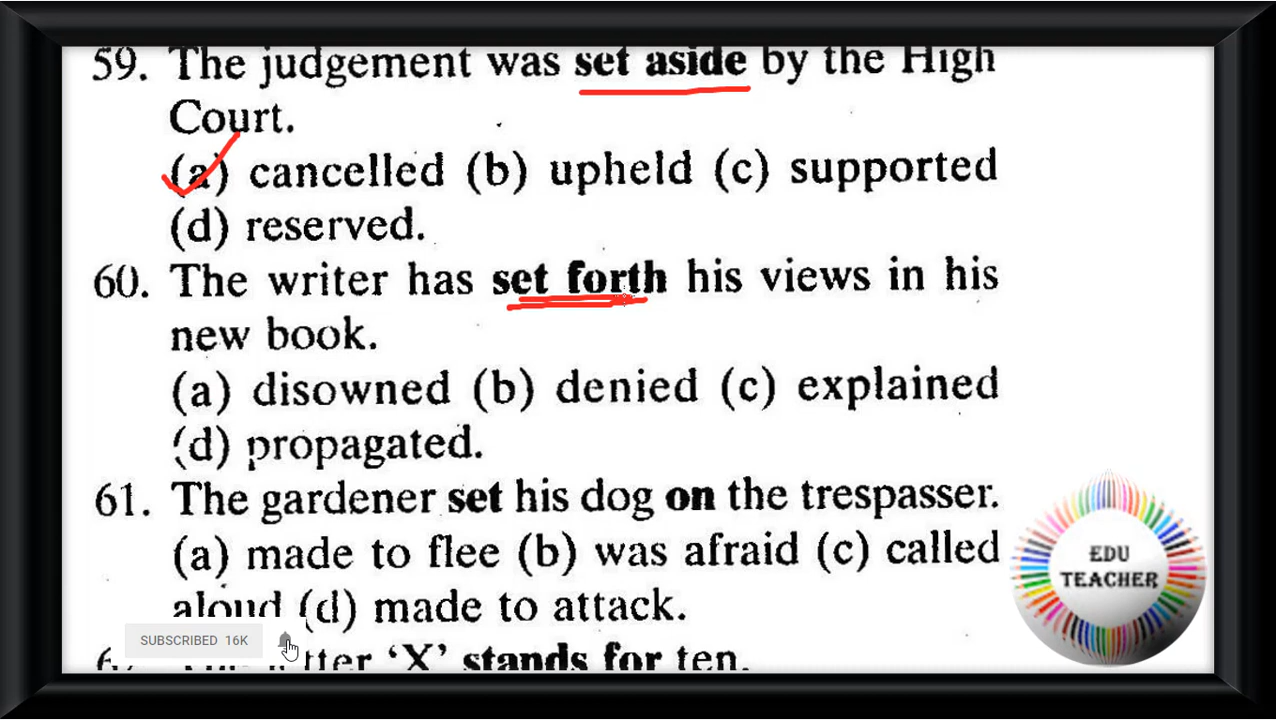 59. The judgement was set aside by the High
Court.
(a) cancelled (b) upheld (c) supported
(d) reserved.
60. The writer has set forth his views in his
new book.
(a) disowned (b) denied (c) explained
(d) propagated.
61. The gardener set his dog on the trespasser.
(a) made to flee (b) was afraid (c) called
aloud (d) made to attack.
‘X’ stands for ten.
EDU
TEACHER
SUBSCRIBED 16K